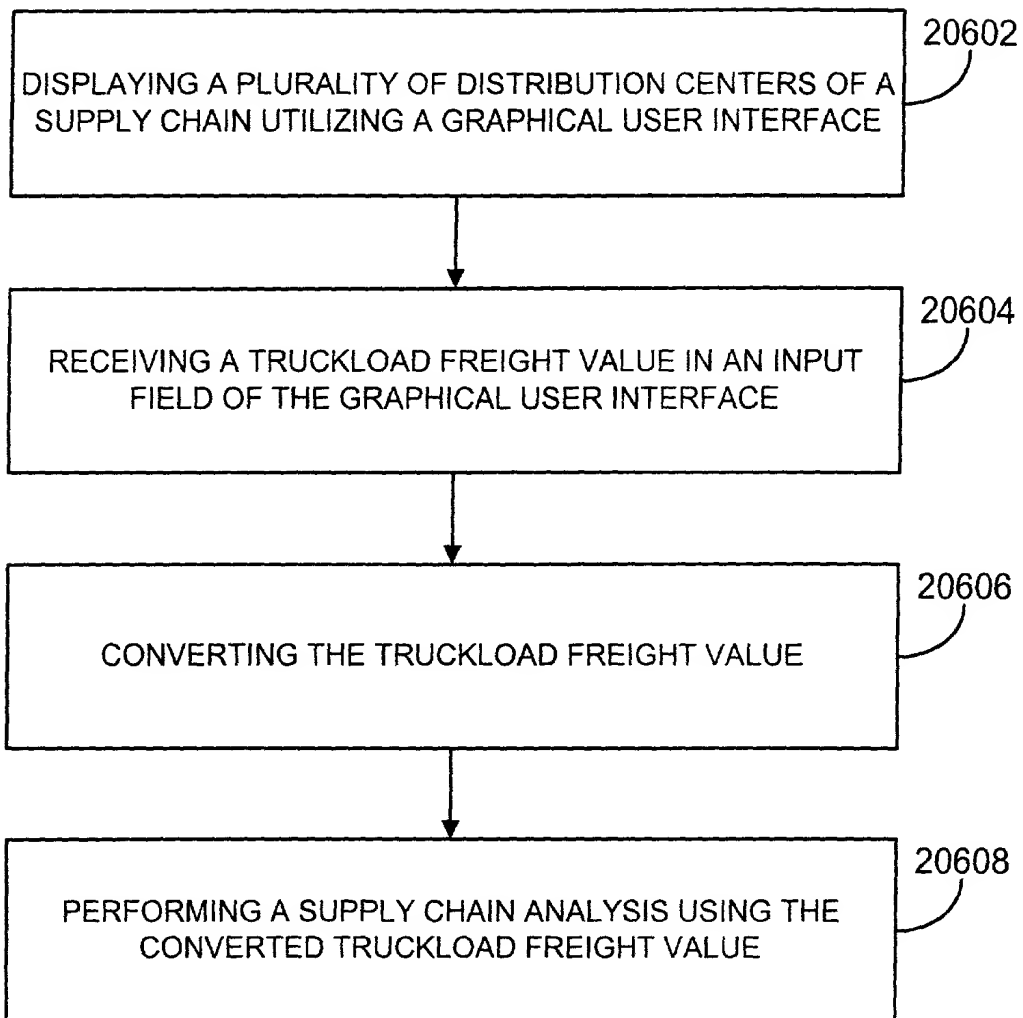 20602
DISPLAYING A PLURALITY OF DISTRIBUTION CENTERS OF A
SUPPLY CHAIN UTILIZING A GRAPHICAL USER INTERFACE
20604
RECEIVING A TRUCKLOAD FREIGHT VALUE IN AN INPUT
FIELD OF THE GRAPHICAL USER INTERFACE
20606
CONVERTING THE TRUCKLOAD FREIGHT VALUE
20608
PERFORMING A SUPPLY CHAIN ANALYSIS USING THE
CONVERTED TRUCKLOAD FREIGHT VALUE